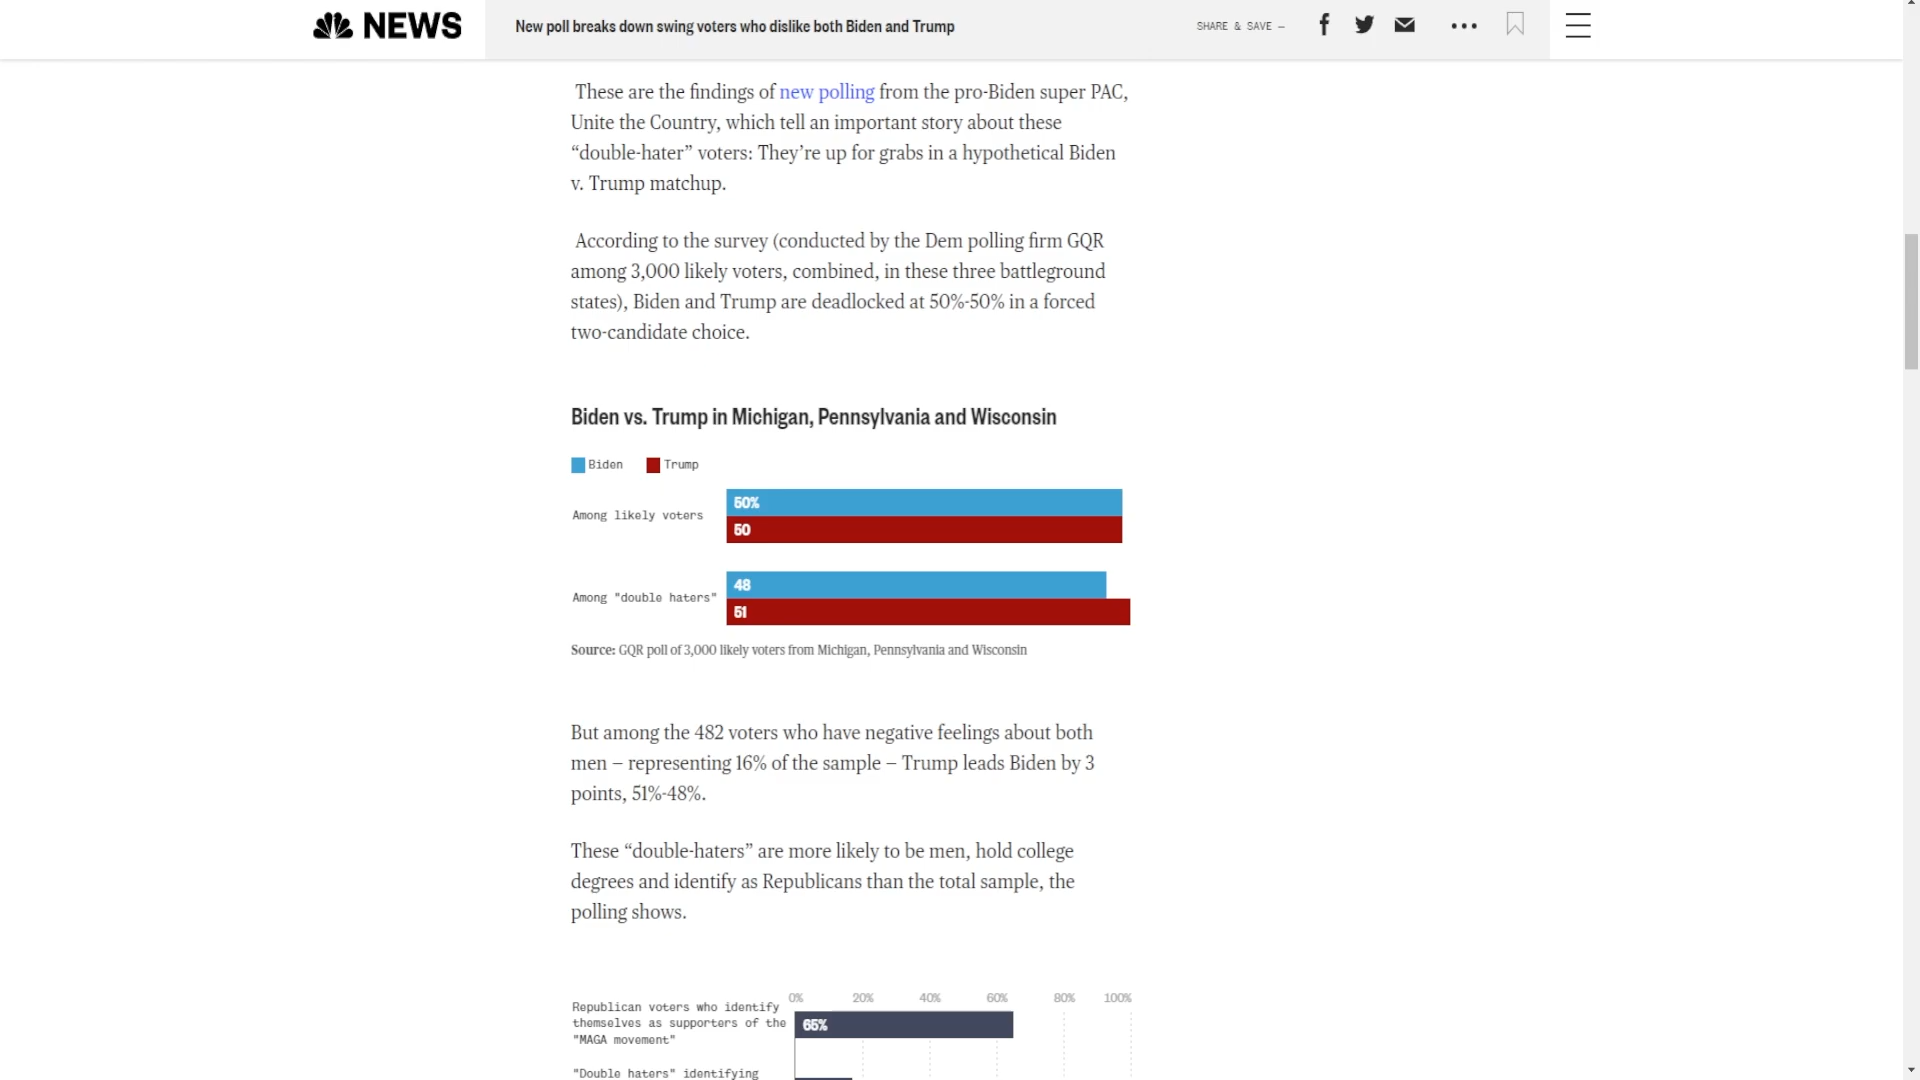 NEWS
New poll breaks down swing voters who dislike both Biden and Trump
SHARE & SAVE —
These are the findings of new polling from the pro-Biden super PAC,
Unite the Country, which tell an important story about these
“double-hater” voters: They’re up for grabs in a hypothetical Biden
v. Trump matchup.
According to the survey (conducted by the Dem polling firm GQR
among 3,000 likely voters, combined, in these three battleground
states), Biden and Trump are deadlocked at 50%-50% in a forced
two-candidate choice.
Biden vs. Trump in Michigan, Pennsylvania and Wisconsin
Biden Trump
Among likely voters
50%
50
Among "double haters"
48
51
Source: GQR poll of 3,000 likely voters from Michigan, Pennsylvania and Wisconsin
But among the 482 voters who have negative feelings about both
men – representing 16% of the sample – Trump leads Biden by 3
points, 51%-48%.
These “double-haters” are more likely to be men, hold college
degrees and identify as Republicans than the total sample, the
polling shows.
0% 20% 40% 60% 80% 100%
Republican voters who identify
themselves as supporters of the
"MAGA movement"
65%
"Double haters" identifying